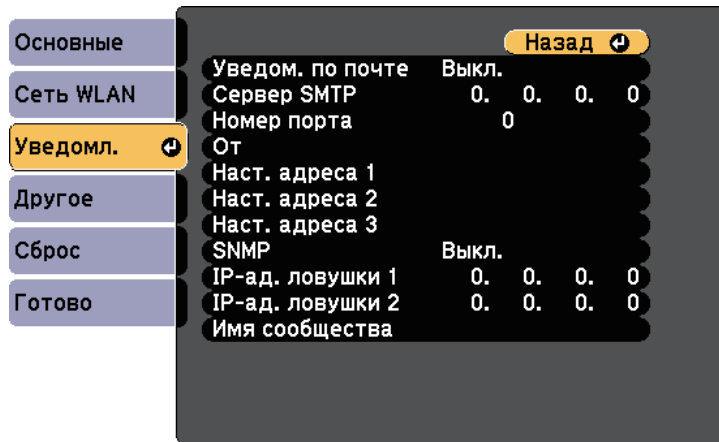 Основные
Сеть WLAN
Уведомл.
Другое
Сброс
Готово
Назад
Уведом. по почте Выкл.
Сервер SMTP 0. 0. 0. 0
Номер порта 0
От
Наст. адреса 1
Наст. адреса 2
Наст. адреса 3
SNMP Выкл.
IP-ад. ловушки 1 0. 0. 0. 0
IP-ад. ловушки 2 0. 0. 0. 0
Имя сообщества